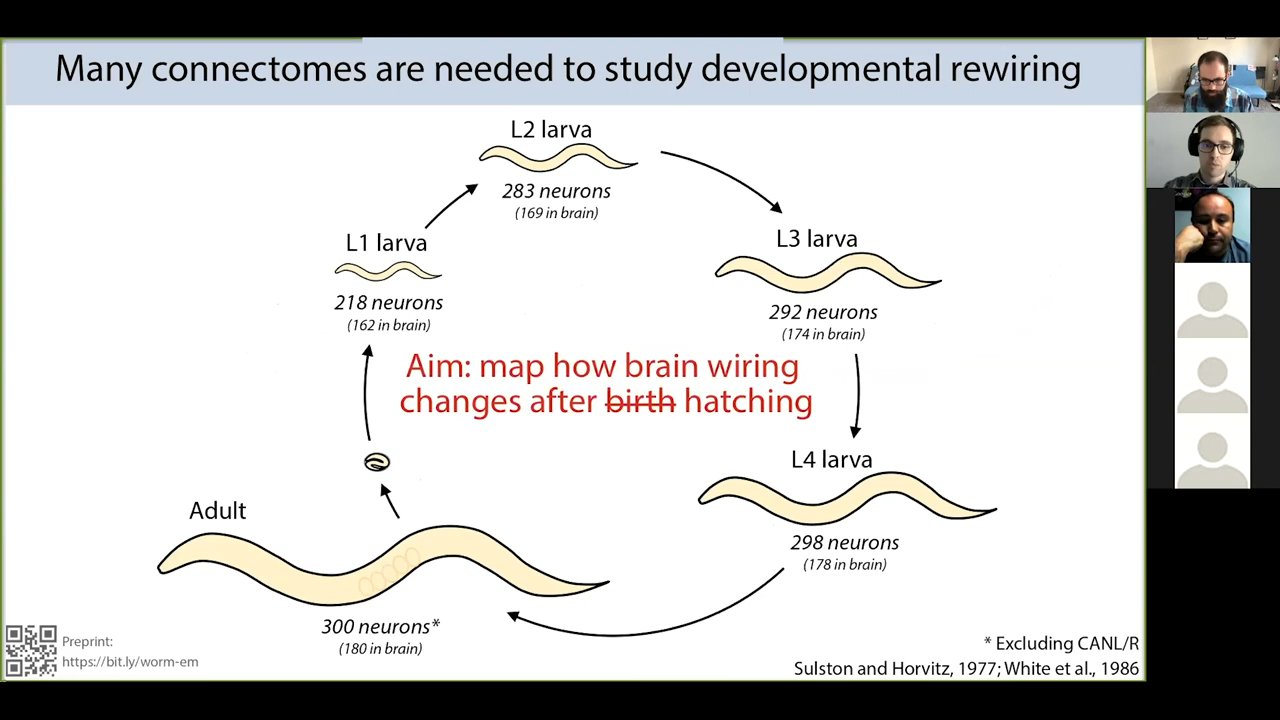 Many connectomes are needed to study developmental rewiring
L2 larva
283 neurons
(169 in brain)
L1 larva
218 neurons
(162 in brain)
L3 larva
292 neurons
(174 in brain)
Aim: map how brain wiring
changes after birth hatching
L4 larva
298 neurons
(178 in brain)
Adult
300 neurons*
(180 in brain)
Preprint:
https://bit.ly/worm-em
* Excluding CANL/R
Sulston and Horvitz, 1977; White et al., 1986